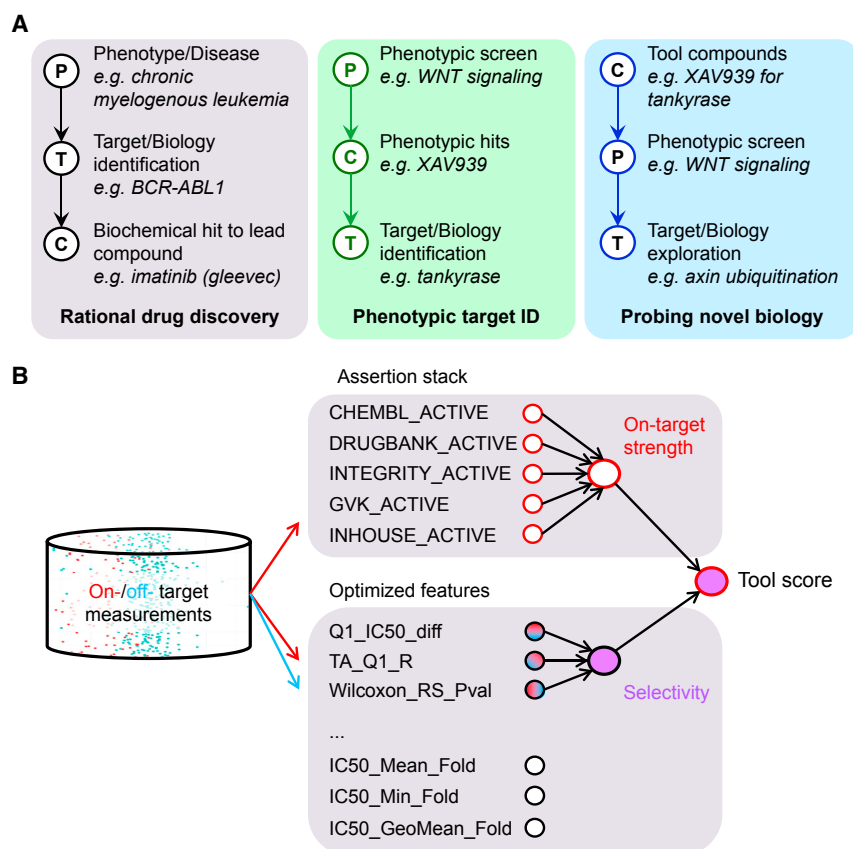 A
P
Phenotype/Disease
e.g. chronic
myelogenous leukemia
T
Target/Biology
identification
e.g. BCR-ABL1
C
Biochemical hit to lead
compound
e.g. imatinib (gleevec)
Rational drug discovery
P
Phenotypic screen
e.g. WNT signaling
C
Phenotypic hits
e.g. XAV939
T
Target/Biology
identification
e.g. tankyrase
Phenotypic target ID
C
Tool compounds
e.g. XAV939 for
tankyrase
P
Phenotypic screen
e.g. WNT signaling
T
Target/Biology
exploration
e.g. axin ubiquitination
Probing novel biology
B
On-/off- target
measurements
Assertion stack
CHEMBL_ACTIVE
DRUGBANK_ACTIVE
INTEGRITY_ACTIVE
GVK_ACTIVE
INHOUSE_ACTIVE
On-target
strength
Optimized features
Q1_IC50_diff
TA_Q1_R
Wilcoxon_RS_Pval
...
IC50_Mean_Fold
IC50_Min_Fold
IC50_GeoMean_Fold
Selectivity
Tool score